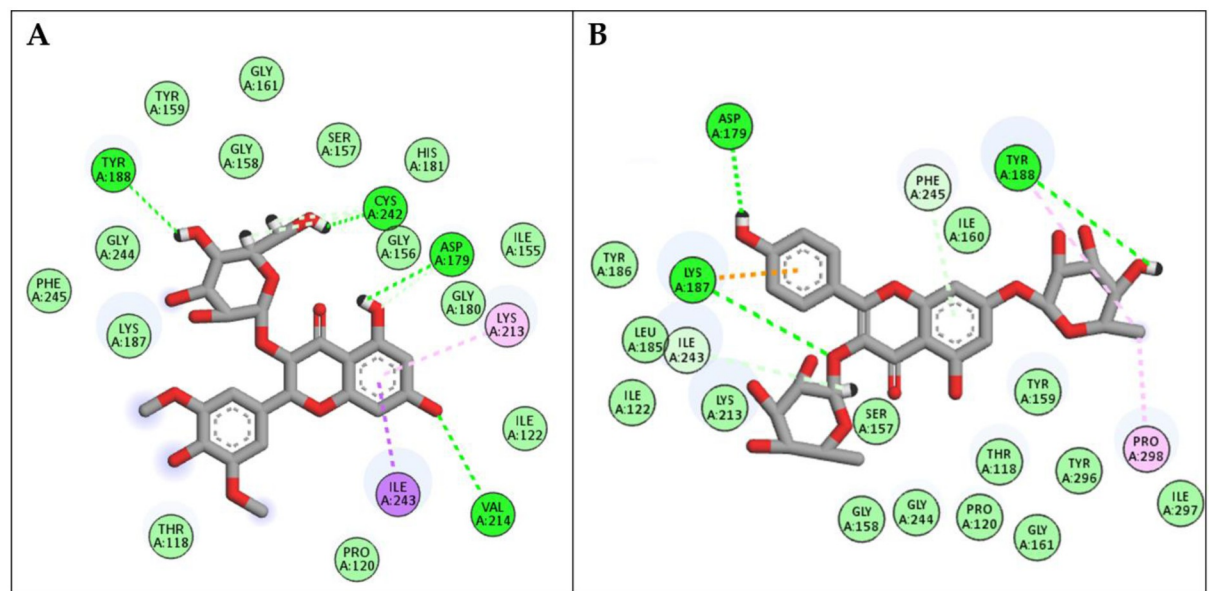 A
GLY
A:161
TYR
A:159
SER
A:157
GLY
A:158
HIS
A:181
TYR
A:188
CYS
A:242
GLY
A:244
GLY
A:156
ASP
A:179
ILE
A:155
PHE
A:245
GLY
A:180
LYS
A:213
LYS
A:187
ILE
A:122
ILE
A:243
VAL
A:214
THR
A:118
PRO
A:120
B
ASP
A:179
TYR
A:188
PHE
A:245
ILE
A:160
TYR
A:186
LYS
A:187
LEU
A:185
ILE
A:243
ILE
A:122
LYS
A:213
SER
A:157
TYR
A:159
THR
A:118
PRO
A:298
TYR
A:296
ILE
A:297
GLY
A:158
GLY
A:244
PRO
A:120
GLY
A:161